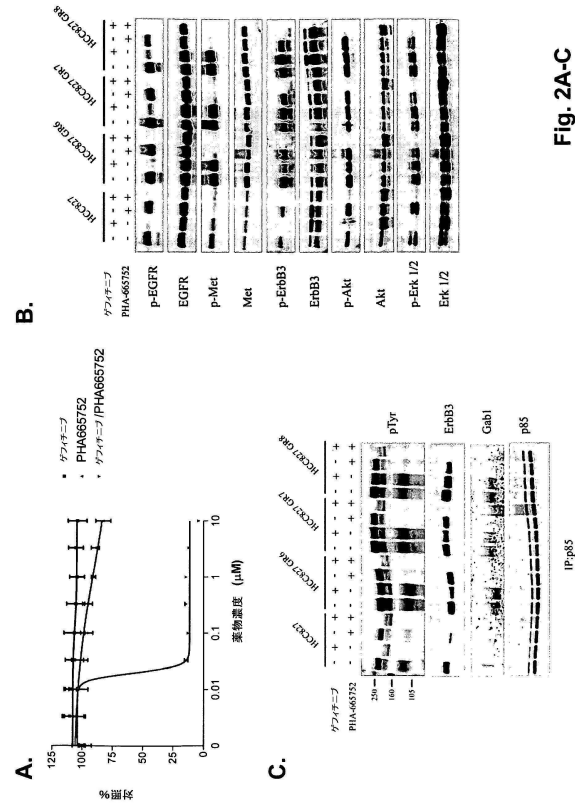 A.
対照%
125
100
75
50
25
0
0 0.01 0.1 1 10
薬物濃度 (μM)
■ ゲフィチニブ
▲ PHA665752
▼ ゲフィチニブ/PHA665752
B.
HCC827 HCC827 GR6 HCC827 GR7 HCC827 GR8
ゲフィチニブ - + - + - + - + - + - + - + - +
PHA-665752 - - + + - - + + - - + + - - + +
p-EGFR
EGFR
p-Met
Met
p-ErbB3
ErbB3
p-Akt
Akt
p-Erk 1/2
Erk 1/2
C.
HCC827 HCC827 GR6 HCC827 GR7 HCC827 GR8
ゲフィチニブ - + - + - + - + - + - + - + - +
PHA-665752 - - + + - - + + - - + + - - + +
250
160
105
pTyr
ErbB3
Gab1
p85
IP:p85
Fig. 2A-C